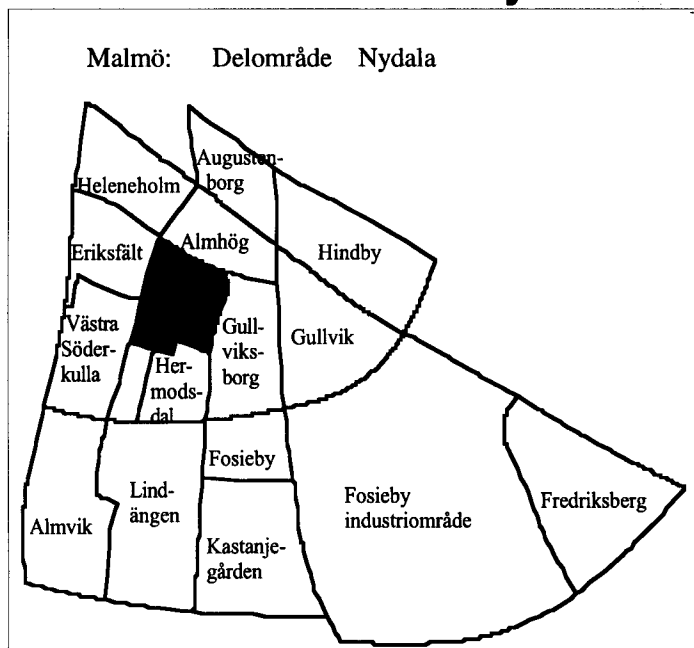 Malmö: Delområde Nydala
Augusten-
borg
Heleneholm
Almhög
Eriksfält
Hindby
Västra
Söder-
kulla
Gull-
viks-
borg
Gullvik
Her-
mods-
dal
Fosieby
Lind-
ängen
Fosieby
industriområde
Fredriksberg
Almvik
Kastanje-
gården